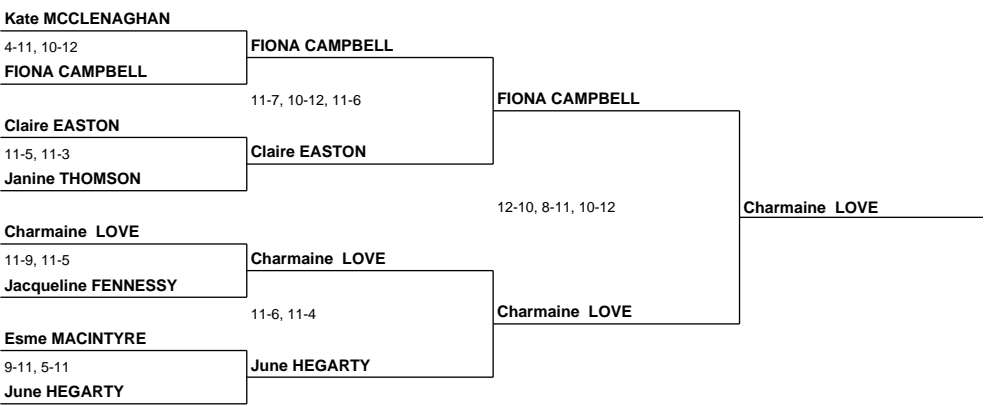 Kate MCCLENAGHAN
4-11, 10-12
FIONA CAMPBELL
FIONA CAMPBELL
11-7, 10-12, 11-6
FIONA CAMPBELL
Claire EASTON
11-5, 11-3
Claire EASTON
Janine THOMSON
12-10, 8-11, 10-12
Charmaine LOVE
Charmaine LOVE
11-9, 11-5
Charmaine LOVE
Jacqueline FENNESSY
11-6, 11-4
Charmaine LOVE
Esme MACINTYRE
9-11, 5-11
June HEGARTY
June HEGARTY